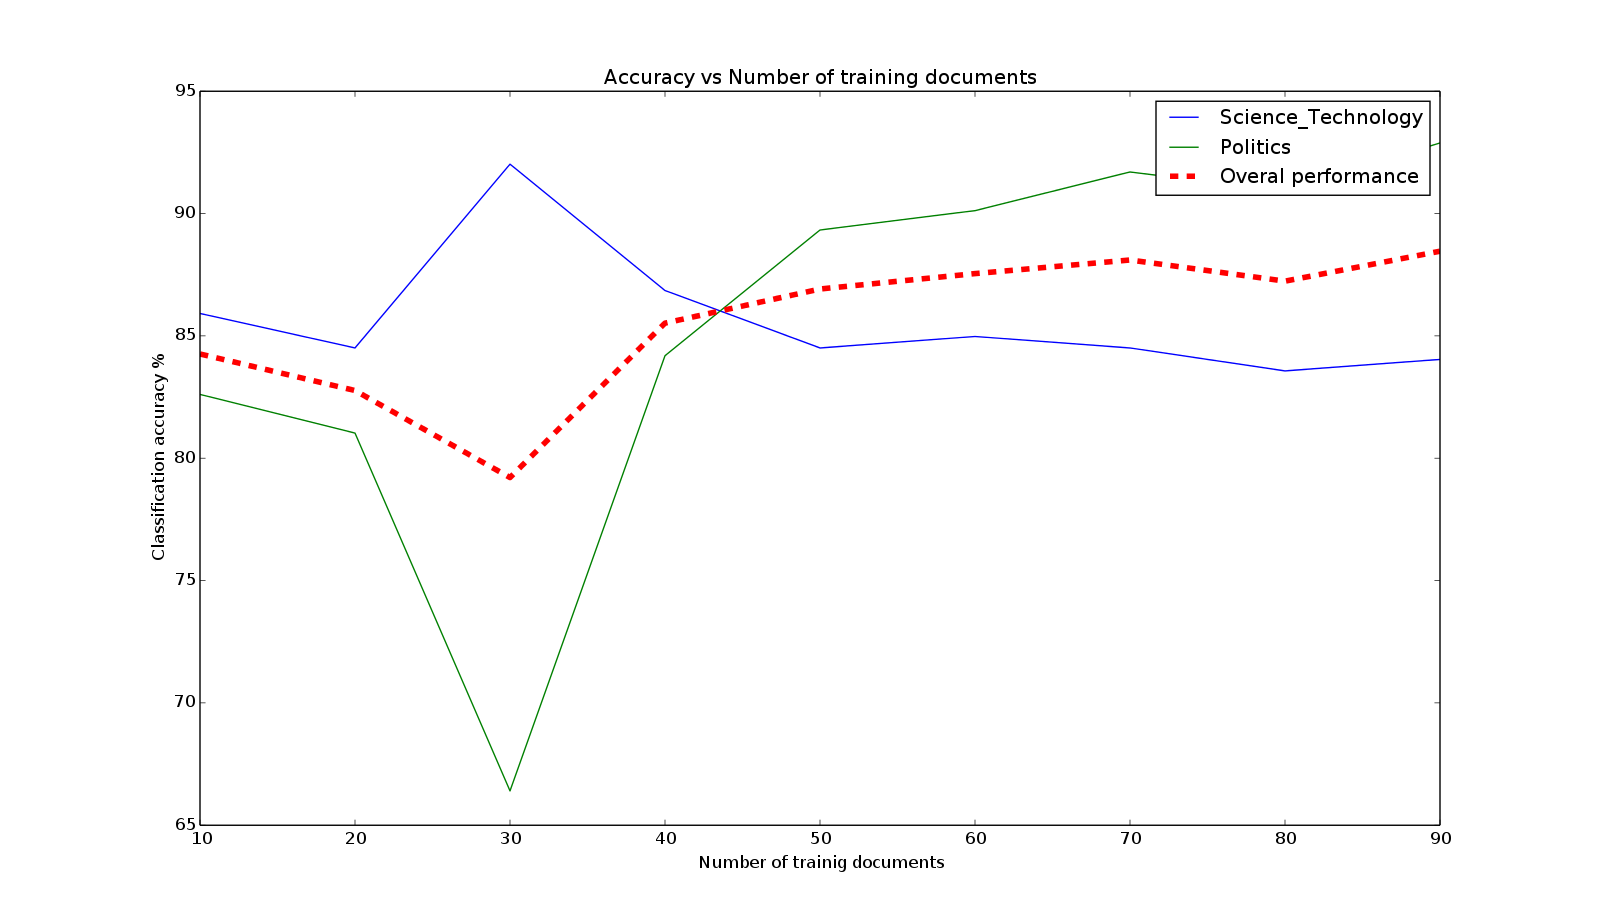 Accuracy vs Number of training documents
95
90
85
80
75
70
65
Classification accuracy %
Science_Technology
Politics
Overal performance
10 20 30 40 50 60 70 80 90
Number of trainig documents